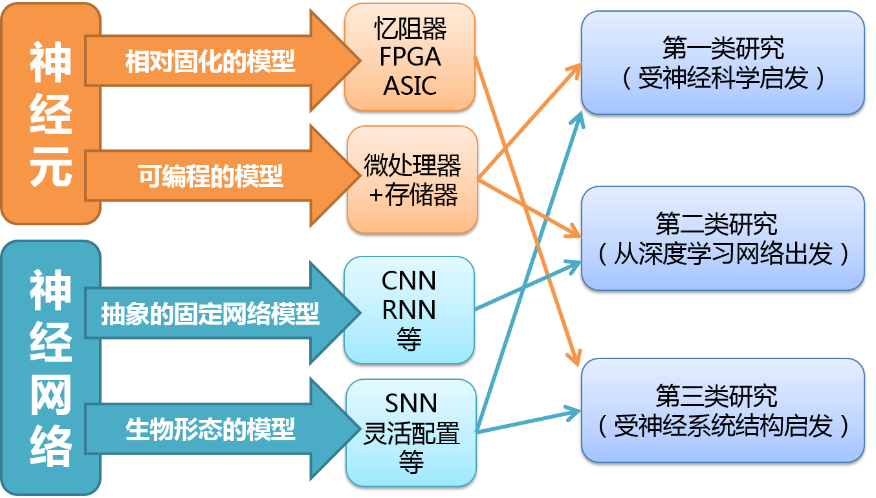 神经元
相对固化的模型
忆阻器
FPGA
ASIC
可编程的模型
微处理器
+存储器
神经网络
抽象的固定网络模型
CNN
RNN
等
生物形态的模型
SNN
灵活配置
等
第一类研究
（受神经科学启发）
第二类研究
（从深度学习网络出发）
第三类研究
（受神经系统结构启发）